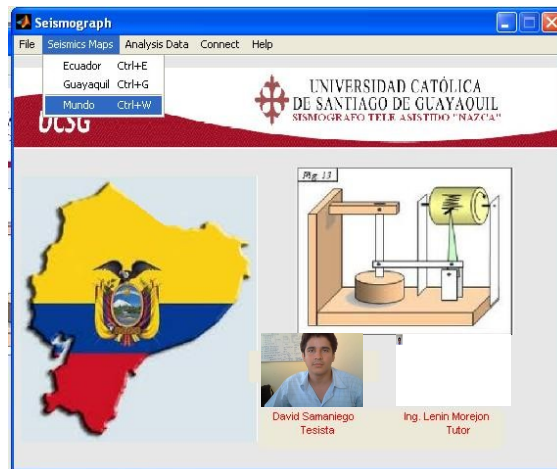 Seismograph
File Seismics Maps Analysis Data Connect Help
Ecuador Ctrl+E
Guayaquil Ctrl+G
Mundo Ctrl+W
UCSG
UNIVERSIDAD CATÓLICA
DE SANTIAGO DE GUAYAQUIL
SISMOGRAFO TELE ASISTIDO "NAZCA"
Fig 13
David Samaniego
Tesista
Ing. Lenin Morejon
Tutor